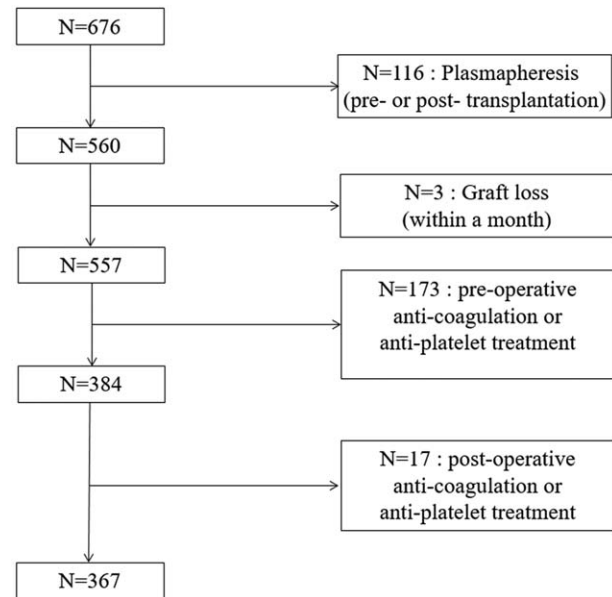 N=676
N=116 : Plasmapheresis
(pre- or post- transplantation)
N=560
N=3 : Graft loss
(within a month)
N=557
N=173 : pre-operative
anti-coagulation or
anti-platelet treatment
N=384
N=17 : post-operative
anti-coagulation or
anti-platelet treatment
N=367